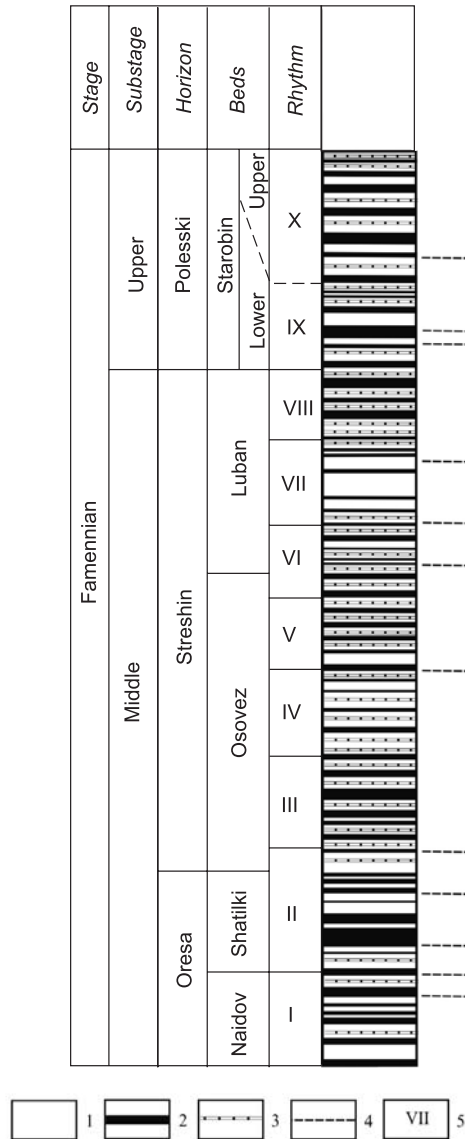 Stage
Substage
Horizon
Beds
Rhythm
Famennian
Upper
Middle
Polesski
Streshin
Oresa
Starobin
Upper
Lower
Luban
Osovez
Shatilki
Naidov
X
IX
VIII
VII
VI
V
IV
III
II
I
1
2
3
4
VII
5